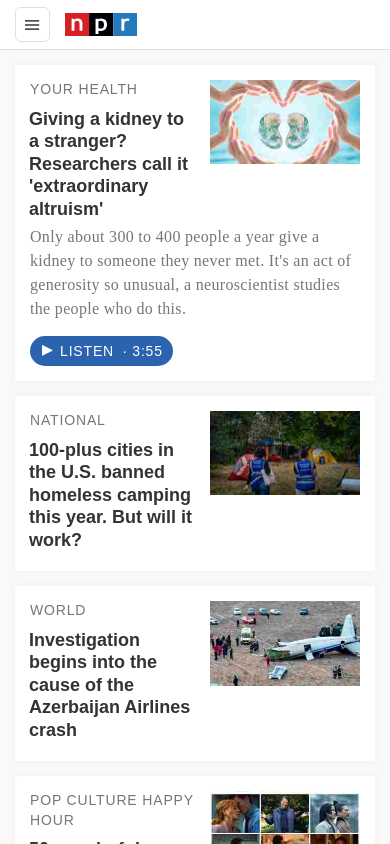 npr
YOUR HEALTH
Giving a kidney to
a stranger?
Researchers call it
'extraordinary
altruism'
Only about 300 to 400 people a year give a
kidney to someone they never met. It's an act of
generosity so unusual, a neuroscientist studies
the people who do this.
LISTEN · 3:55
NATIONAL
100-plus cities in
the U.S. banned
homeless camping
this year. But will it
work?
WORLD
Investigation
begins into the
cause of the
Azerbaijan Airlines
crash
POP CULTURE HAPPY
HOUR